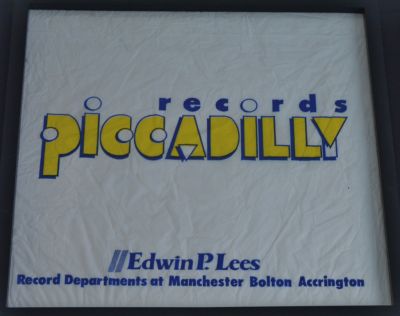 records
PICCADILLY
Edwin P. Lees
Record Departments at Manchester Bolton Accrington